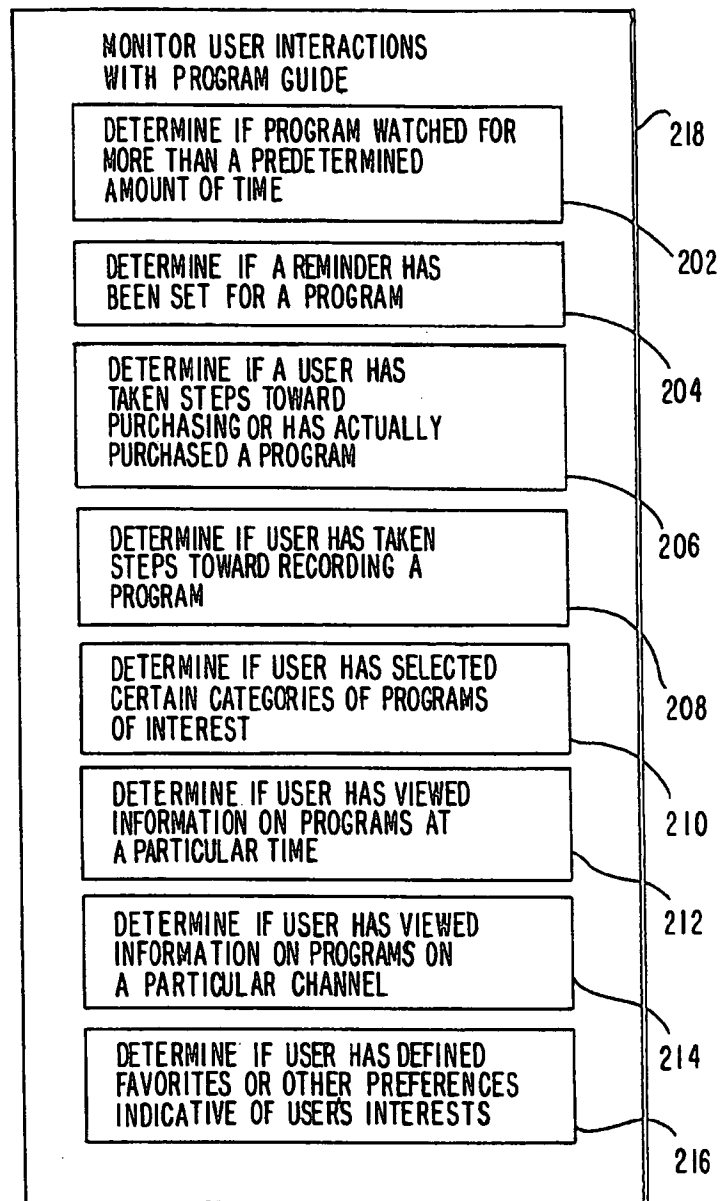 MONITOR USER INTERACTIONS
WITH PROGRAM GUIDE
218
DETERMINE IF PROGRAM WATCHED FOR
MORE THAN A PREDETERMINED
AMOUNT OF TIME
202
DETERMINE IF A REMINDER HAS
BEEN SET FOR A PROGRAM
204
DETERMINE IF A USER HAS
TAKEN STEPS TOWARD
PURCHASING OR HAS ACTUALLY
PURCHASED A PROGRAM
206
DETERMINE IF USER HAS TAKEN
STEPS TOWARD RECORDING A
PROGRAM
208
DETERMINE IF USER HAS SELECTED
CERTAIN CATEGORIES OF PROGRAMS
OF INTEREST
210
DETERMINE IF USER HAS VIEWED
INFORMATION ON PROGRAMS AT
A PARTICULAR TIME
212
DETERMINE IF USER HAS VIEWED
INFORMATION ON PROGRAMS ON
A PARTICULAR CHANNEL
214
DETERMINE IF USER HAS DEFINED
FAVORITES OR OTHER PREFERENCES
INDICATIVE OF USER'S INTERESTS
216